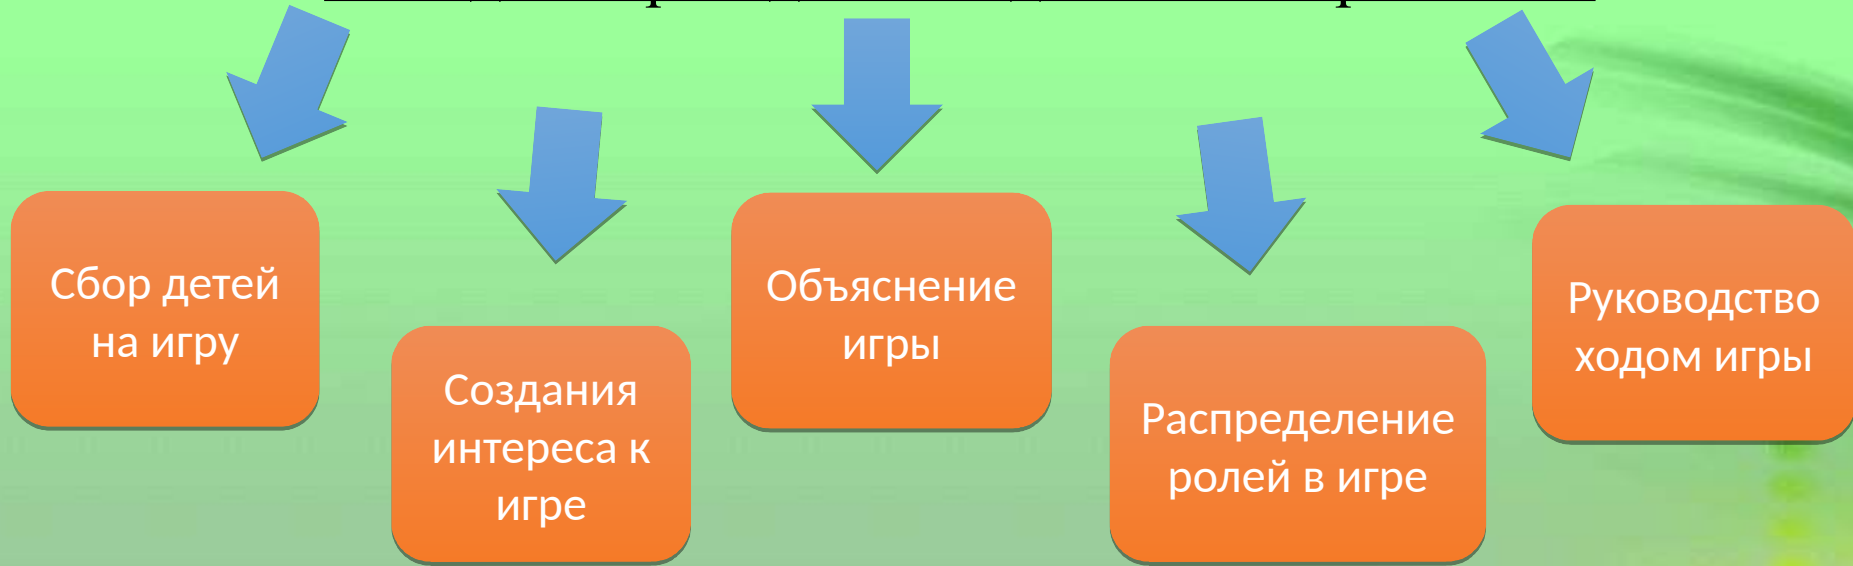 Сбор детей
на игру
Создания
интереса к
игре
Объяснение
игры
Распределение
ролей в игре
Руководство
ходом игры